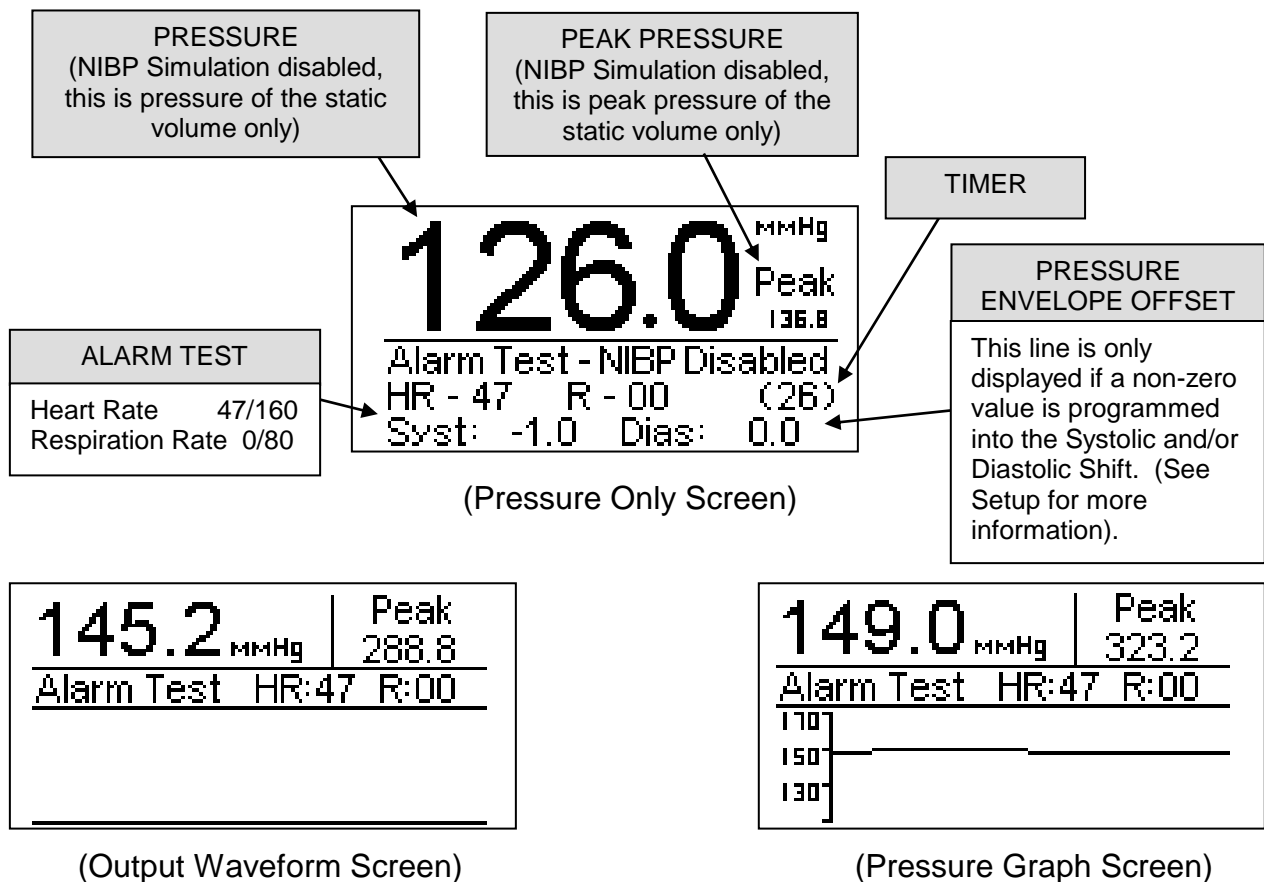 PRESSURE
(NIBP Simulation disabled,
this is pressure of the static
volume only)
PEAK PRESSURE
(NIBP Simulation disabled,
this is peak pressure of the
static volume only)
TIMER
PRESSURE
ENVELOPE OFFSET
This line is only
displayed if a non-zero
value is programmed
into the Systolic and/or
Diastolic Shift. (See
Setup for more
information).
ALARM TEST
Heart Rate 47/160
Respiration Rate 0/80
126.0 MMHg
Peak
136.8
Alarm Test - NIBP Disabled
HR - 47 R - 00 (26)
Syst: -1.0 Dias: 0.0
(Pressure Only Screen)
145.2 MMHg
Peak
288.8
Alarm Test HR:47 R:00
(Output Waveform Screen)
149.0 MMHg
Peak
323.2
Alarm Test HR:47 R:00
170
150
130
(Pressure Graph Screen)